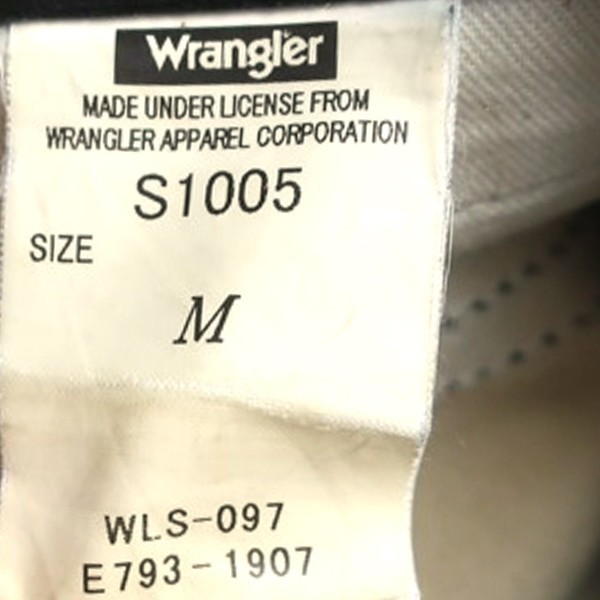 Wrangler
MADE UNDER LICENSE FROM
WRANGLER APPAREL CORPORATION
S1005
SIZE
M
WLS-097
E793-1907